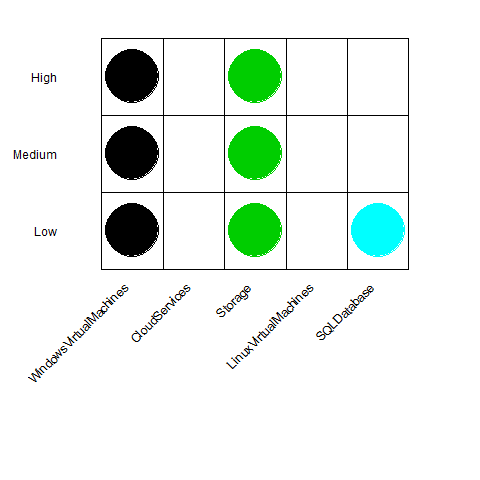 High
Medium
Low
WindowsVirtualMachines
CloudServices
Storage
LinuxVirtualMachines
SQLDatabase